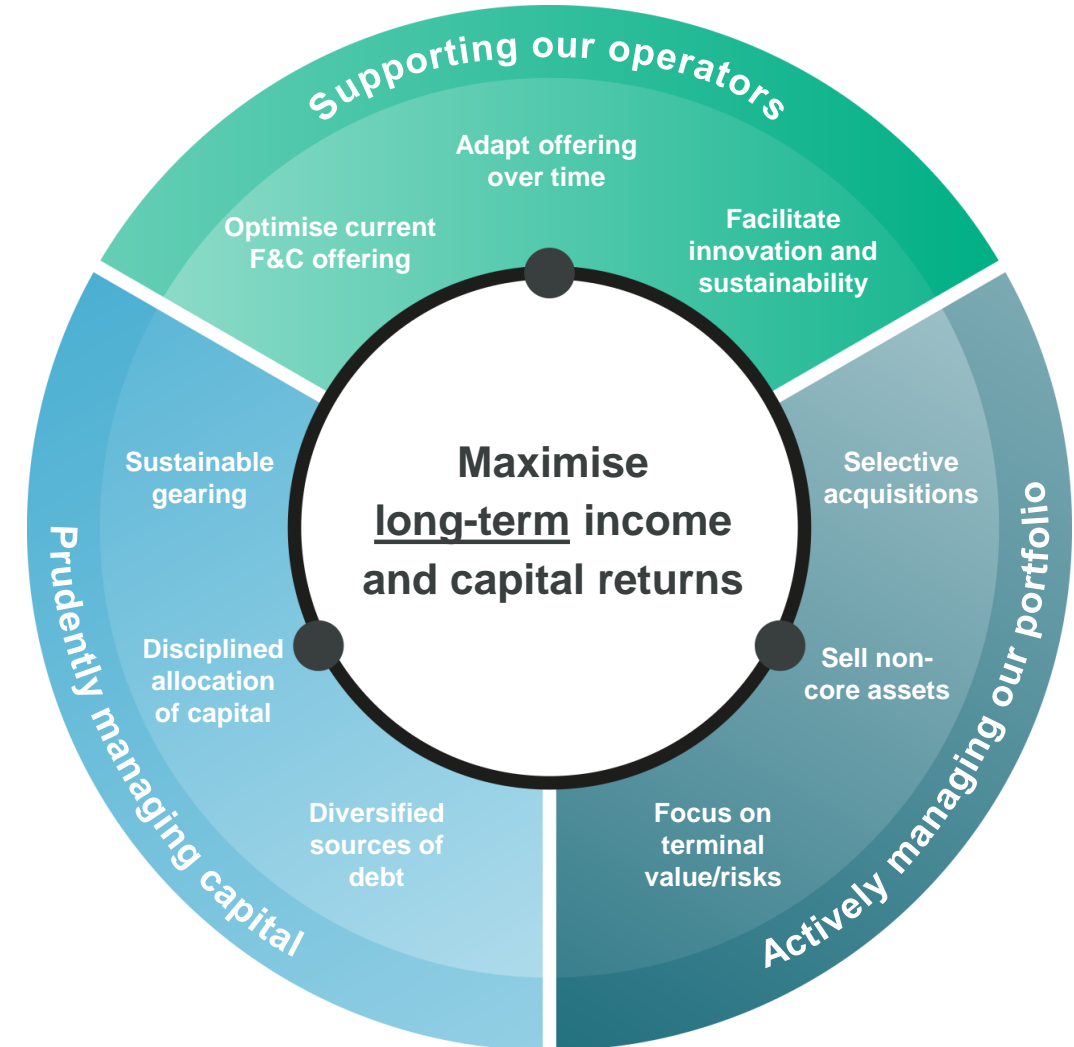 Supporting our operators
Adapt offering
over time
Optimise current
F&C offering
Facilitate
innovation and
sustainability
Maximise
long-term income
and capital returns
Sustainable
gearing
Disciplined
allocation
of capital
Diversified
sources of
debt
Prudently managing capital
Selective
acquisitions
Sell non-
core assets
Focus on
terminal
value/risks
Actively managing our portfolio